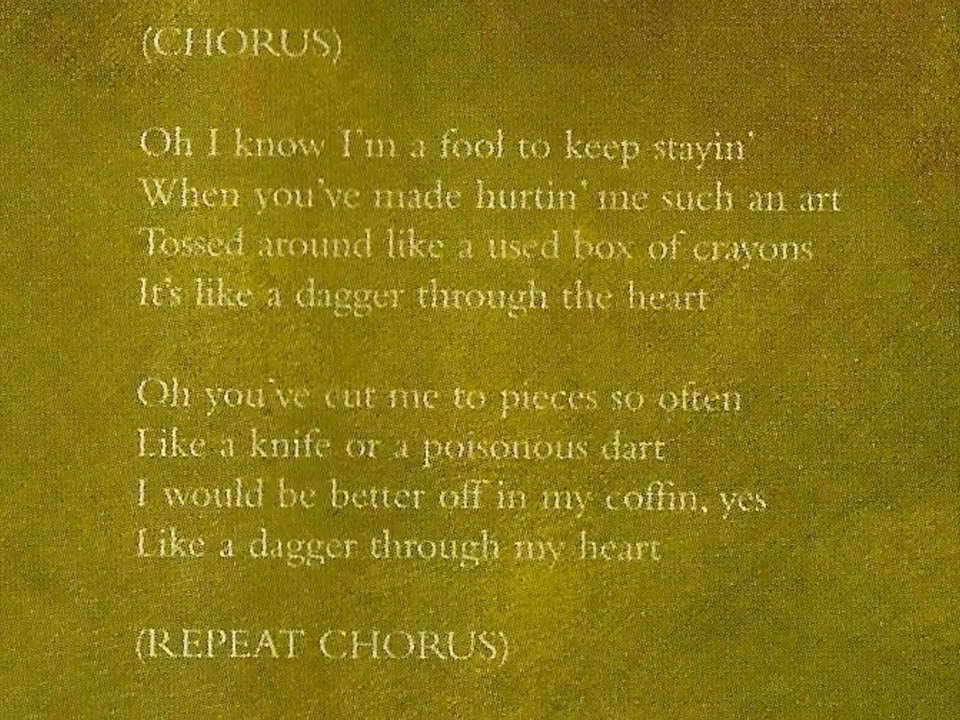 (CHORUS)
Oh I know I'm a fool to keep stayin'
When you've made hurtin' me such an art
Tossed around like a used box of crayons
It's like a dagger through the heart
Oh you've cut me to pieces so often
Like a knife or a poisonous dart
I would be better off in my coffin, yes
Like a dagger through my heart
(REPEAT CHORUS)